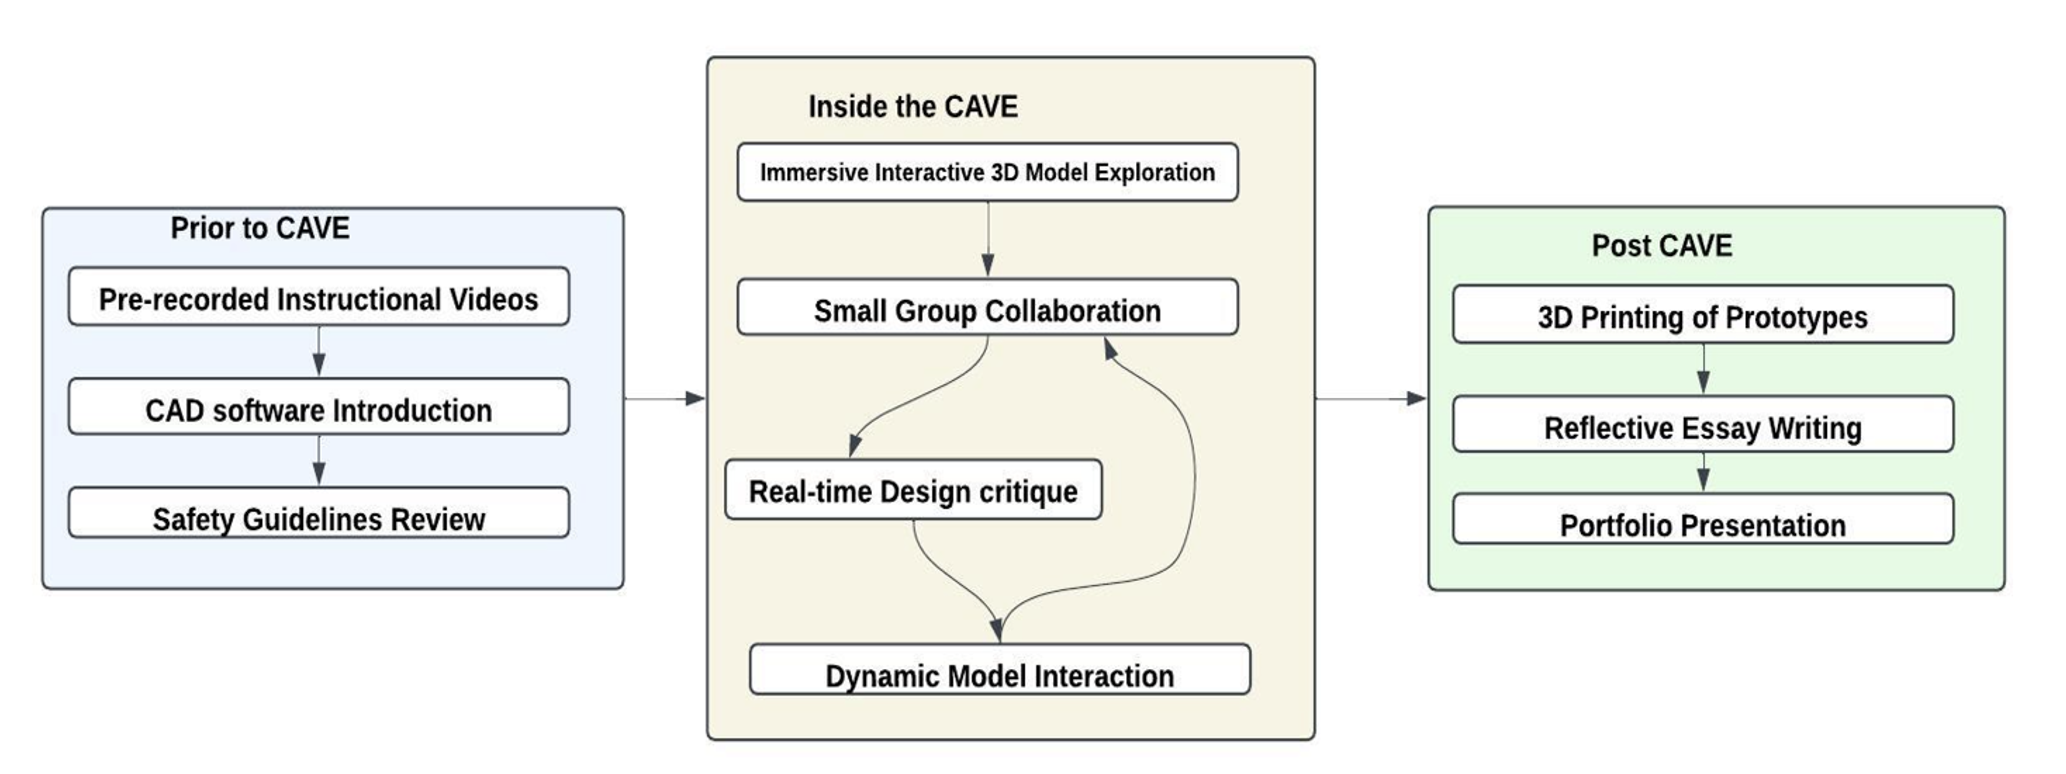 Prior to CAVE
Pre-recorded Instructional Videos
CAD software Introduction
Safety Guidelines Review
Inside the CAVE
Immersive Interactive 3D Model Exploration
Small Group Collaboration
Real-time Design critique
Dynamic Model Interaction
Post CAVE
3D Printing of Prototypes
Reflective Essay Writing
Portfolio Presentation